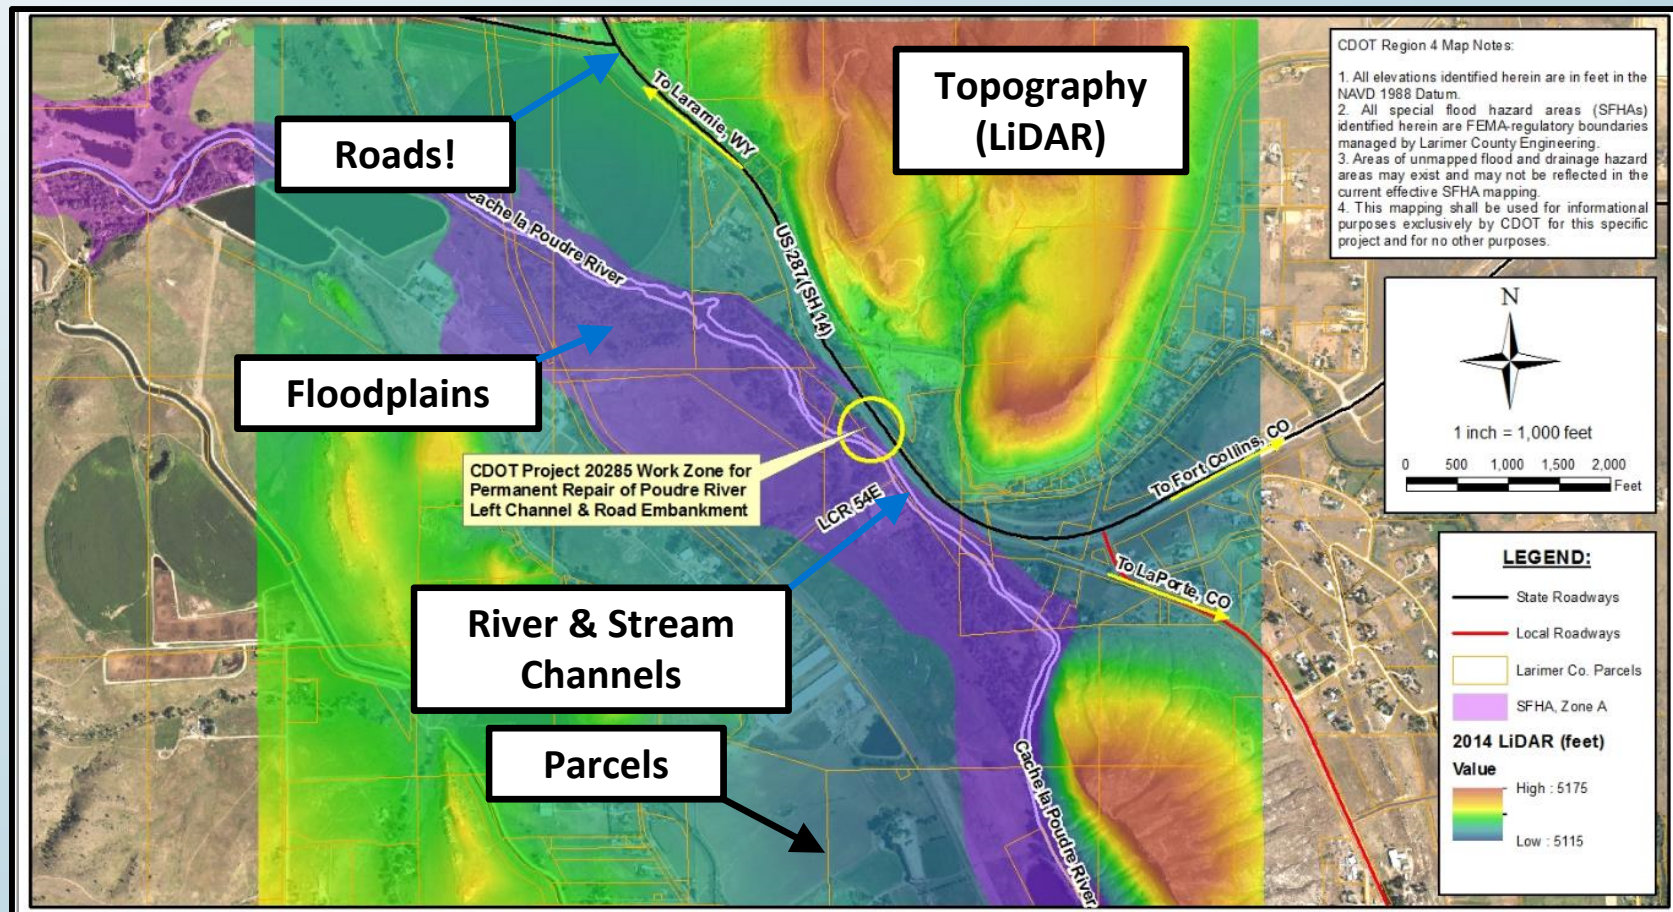 Topography
(LiDAR)
CDOT Region 4 Map Notes:
1. All elevations identified herein are in feet in the
NAVD 1988 Datum.
2. All special flood hazard areas (SFHAs)
identified herein are FEMA-regulatory boundaries
managed by Larimer County Engineering.
3. Areas of unmapped flood and drainage hazard
areas may exist and may not be reflected in the
current effective SFHA mapping.
4. This mapping shall be used for informational
purposes exclusively by CDOT for this specific
project and for no other purposes.
To Laramie, WY
Roads!
Cache la Poudre River
US 287 (SH 14)
N
1 inch = 1,000 feet
0 500 1,000 1,500 2,000
Feet
Floodplains
CDOT Project 20285 Work Zone for
Permanent Repair of Poudre River
Left Channel & Road Embankment
To Fort Collins, CO
LCR 54E
To LaPorte, CO
River & Stream
Channels
Parcels
Cache la Poudre River
LEGEND:
State Roadways
Local Roadways
Larimer Co. Parcels
SFHA, Zone A
2014 LiDAR (feet)
Value
High : 5175
Low : 5115